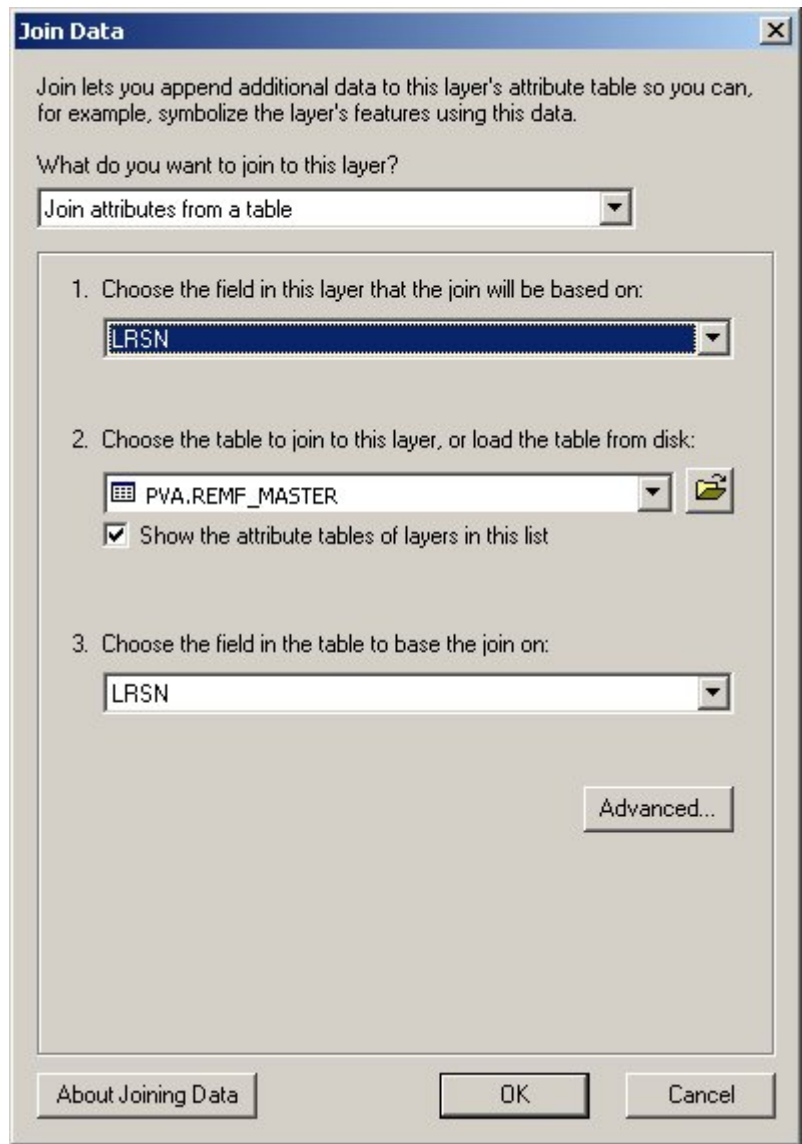 Join Data
Join lets you append additional data to this layer's attribute table so you can,
for example, symbolize the layer's features using this data.
What do you want to join to this layer?
Join attributes from a table
1. Choose the field in this layer that the join will be based on:
LRSN
2. Choose the table to join to this layer, or load the table from disk:
PVA.REMF_MASTER
Show the attribute tables of layers in this list
3. Choose the field in the table to base the join on:
LRSN
Advanced...
About Joining Data OK Cancel